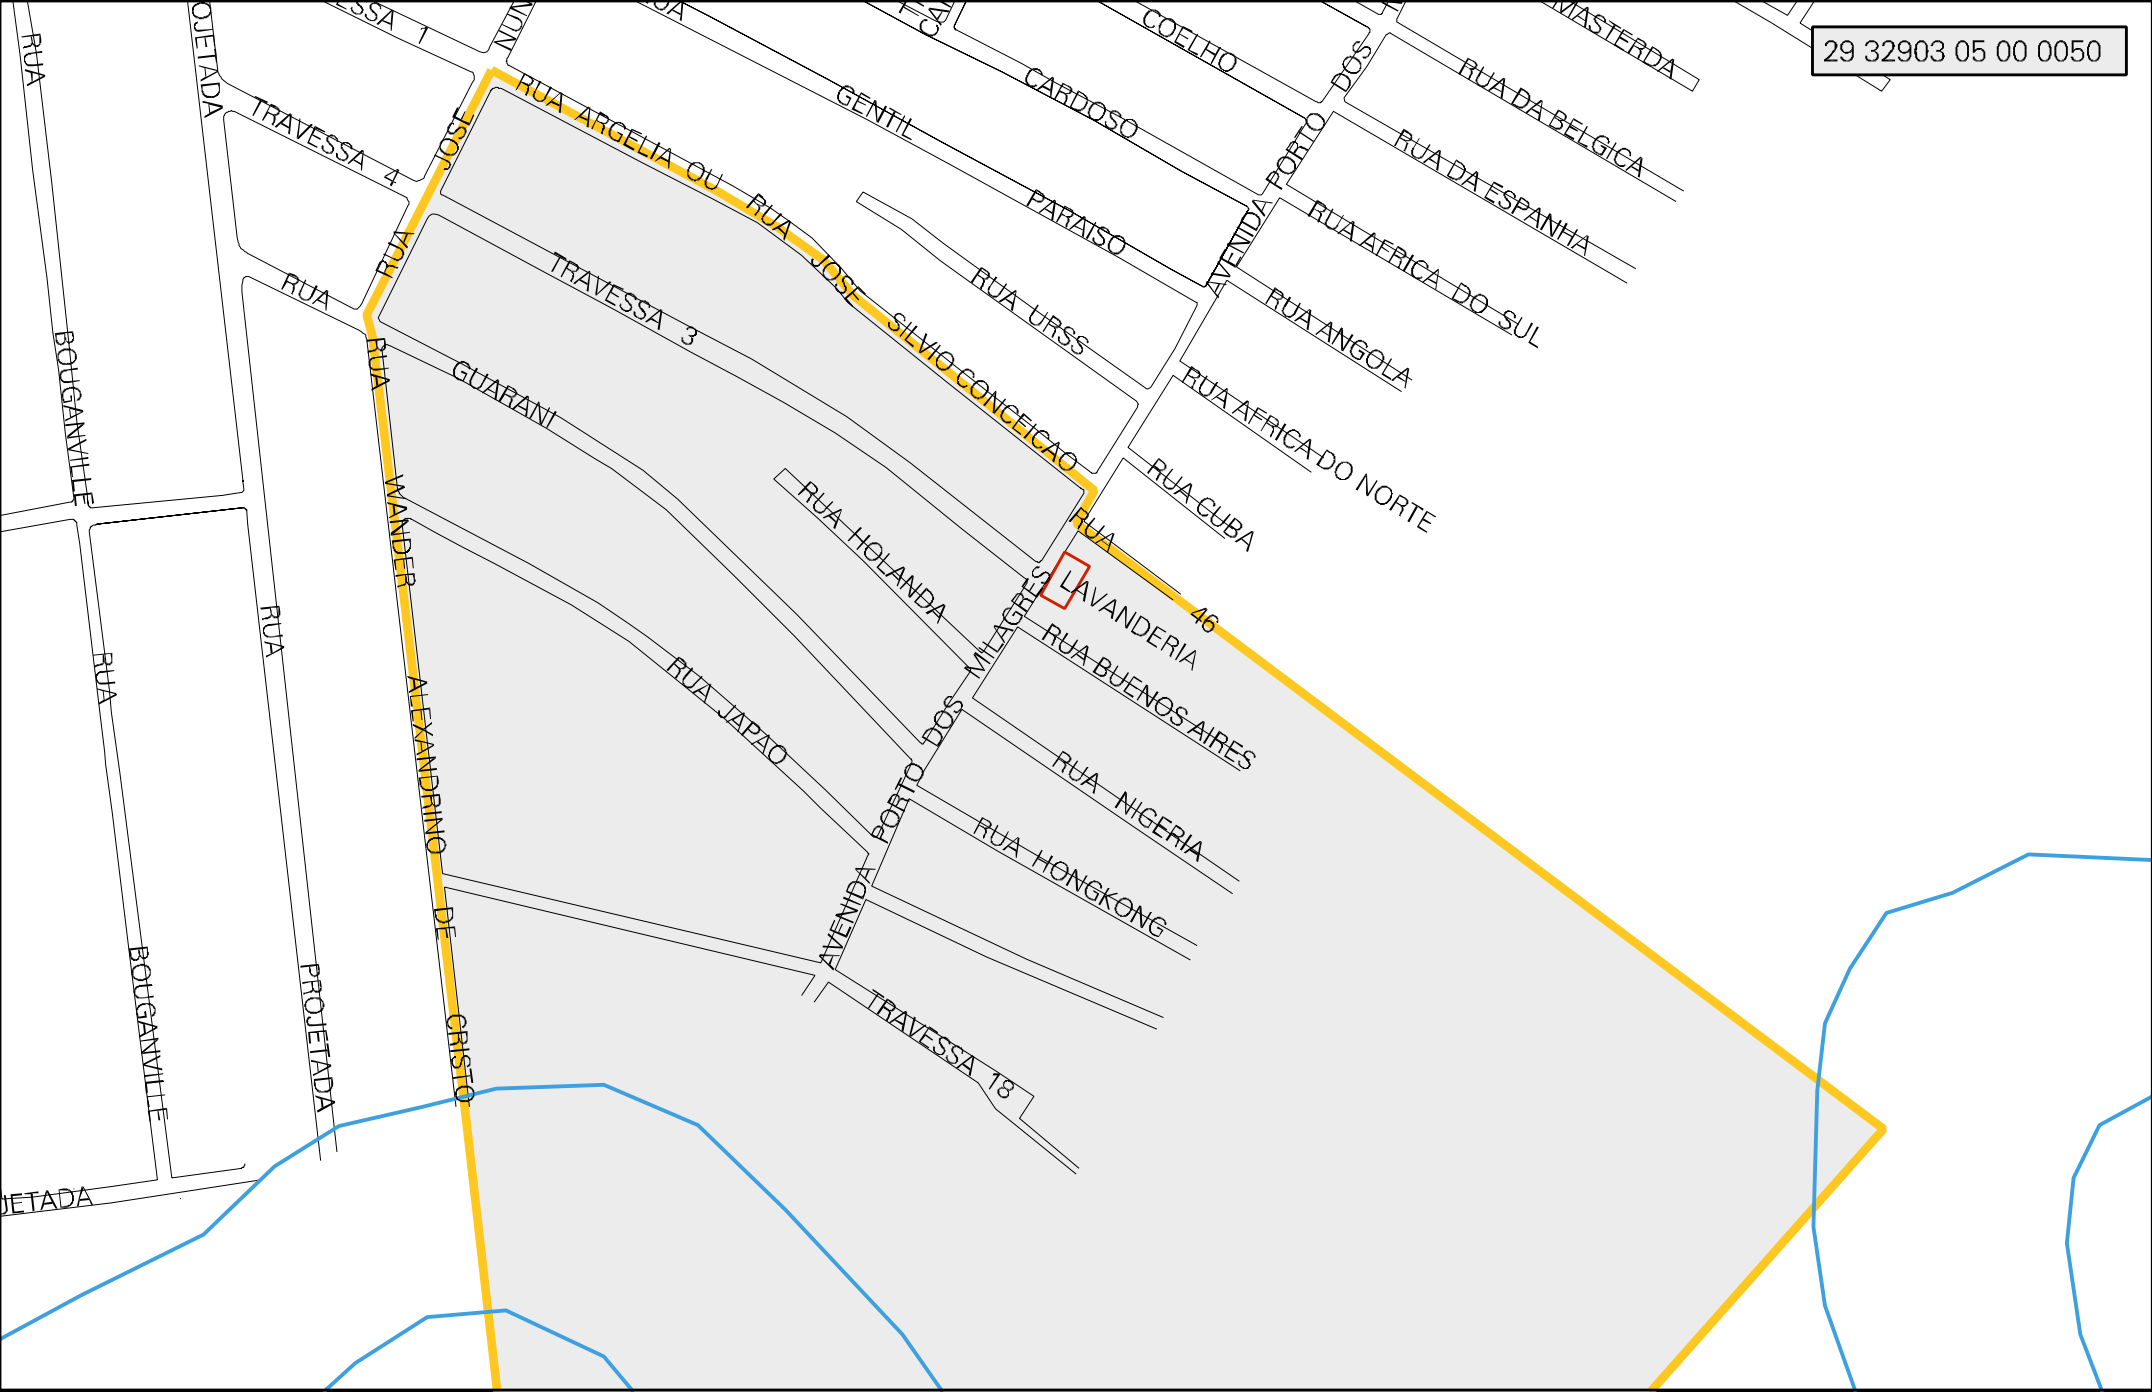 29 32903 05 00 0050
RUA
OJETADA
ESSA 1
NUN
COELHO
MASTERDA
CARDOSO
GENTIL
PARAISO
DOS
PORTO
AVENIDA
RUA DA BELGICA
RUA DA ESPANHA
RUA AFRICA DO SUL
RUA ANGOLA
RUA AFRICA DO NORTE
RUA CUBA
RUA URSS
TRAVESSA 4
JOSE
RUA
RUA
RUA ARGELIA OU RUA JOSE SILVIO CONCEICAO
TRAVESSA 3
GUARANI
RUA HOLANDA
RUA JAPAO
RUA WANDER ALEXANDRINO DE CRISTO
BOUGANVILLE
RUA
RUA
PROJETADA
BOUGANVILLE
JETADA
RUA 46
LAVANDERIA
RUA BUENOS AIRES
RUA NIGERIA
RUA HONGKONG
AVENIDA PORTO DOS MILAGRES
TRAVESSA 18